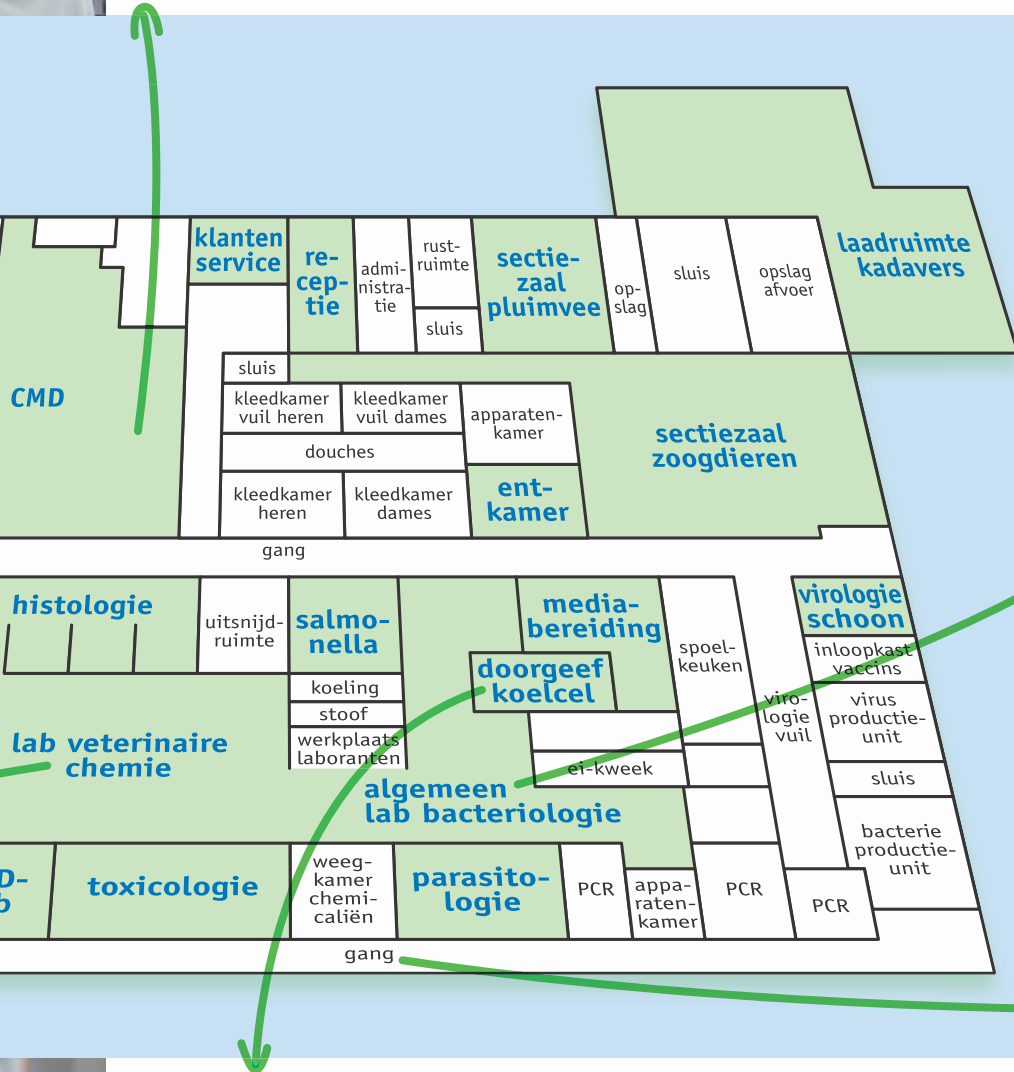 klanten
service
re-
cep-
tie
admi-
nistra-
tie
rust-
ruimte
sluis
sectie-
zaal
pluimvee
op-
slag
sluis
opslag
afvoer
laadruimte
kadavers
CMD
sluis
kleedkamer
vuil heren
kleedkamer
vuil dames
apparaten-
kamer
douches
kleedkamer
heren
kleedkamer
dames
ent-
kamer
sectiezaal
zoogdieren
gang
histologie
uitsnijd-
ruimte
salmo-
nella
koeling
stoof
werkplaats
laboranten
media-
bereiding
doorgeef
koelcel
spoel-
keuken
viro-
logie
vuil
virologie
schoon
inloopkast
vaccins
virus
productie-
unit
sluis
bacterie
productie-
unit
lab veterinaire
chemie
ei-kweek
algemeen
lab bacteriologie
D-
b
toxicologie
weeg-
kamer
chemi-
caliën
parasito-
logie
PCR
appa-
raten-
kamer
PCR
PCR
gang